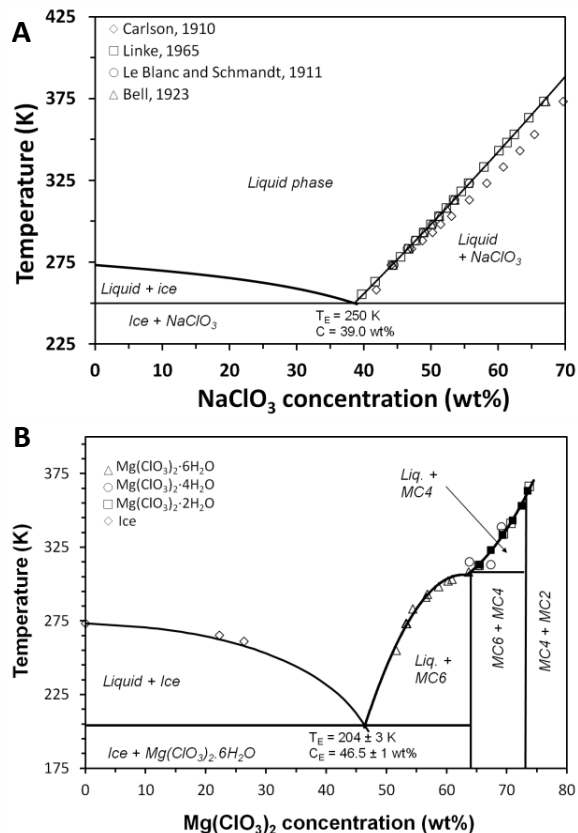 A
Temperature (K)
425
375
325
275
225
◇ Carlson, 1910
□ Linke, 1965
○ Le Blanc and Schmandt, 1911
△ Bell, 1923
Liquid phase
Liquid
+ NaClO₃
Liquid + ice
Ice + NaClO₃
T_E = 250 K
C = 39.0 wt%
0 10 20 30 40 50 60 70
NaClO₃ concentration (wt%)
B
Temperature (K)
375
325
275
225
175
△ Mg(ClO₃)₂·6H₂O
○ Mg(ClO₃)₂·4H₂O
□ Mg(ClO₃)₂·2H₂O
◇ Ice
Liq. +
MC4
Liquid + Ice
Liq. +
MC6
MC6 + MC4
MC4 + MC2
Ice + Mg(ClO₃)₂.6H₂O
T_E = 204 ± 3 K
C_E = 46.5 ± 1 wt%
0 10 20 30 40 50 60 70 80
Mg(ClO₃)₂ concentration (wt%)